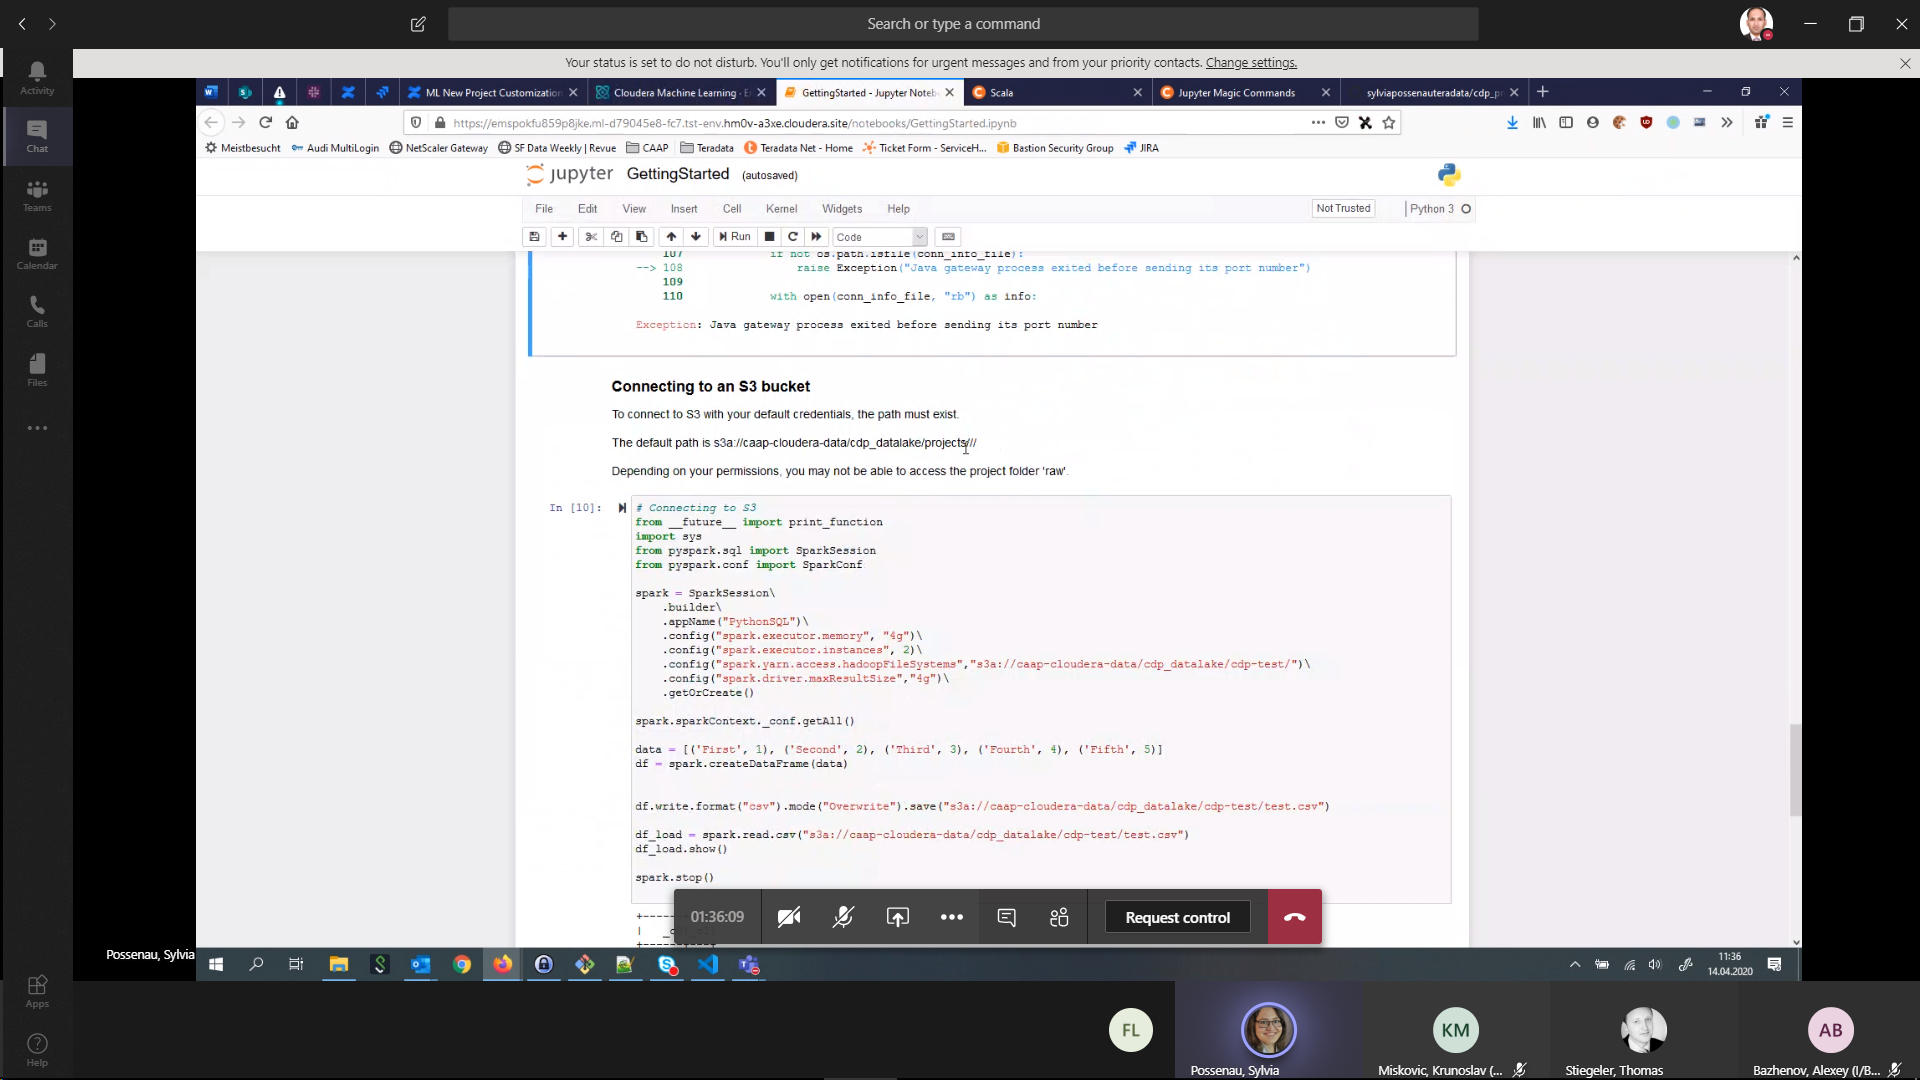 Search or type a command
Your status is set to do not disturb. You'll only get notifications for urgent messages and from your priority contacts. Change settings.
Activity
Chat
Teams
Calendar
Calls
Files
Apps
Help
ML New Project Customization
Cloudera Machine Learning - E
GettingStarted - Jupyter Noteb
Scala
Jupyter Magic Commands
sylviapossenauteradata/cdp_pr
https://emspokfu859p8jke.ml-d79045e8-fc7.tst-env.hm0v-a3xe.cloudera.site/notebooks/GettingStarted.ipynb
Meistbesucht
Audi MultiLogin
NetScaler Gateway
SF Data Weekly | Revue
CAAP
Teradata
Teradata Net - Home
Ticket Form - ServiceH...
Bastion Security Group
JIRA
jupyter GettingStarted (autosaved)
File Edit View Insert Cell Kernel Widgets Help
Not Trusted
Python 3
Run
Code
107 if not os.path.isfile(conn_info_file):
--> 108 raise Exception("Java gateway process exited before sending its port number")
109
110 with open(conn_info_file, "rb") as info:
Exception: Java gateway process exited before sending its port number
Connecting to an S3 bucket
To connect to S3 with your default credentials, the path must exist.
The default path is s3a://caap-cloudera-data/cdp_datalake/projects///
Depending on your permissions, you may not be able to access the project folder 'raw'.
In [10]:
# Connecting to S3
from __future__ import print_function
import sys
from pyspark.sql import SparkSession
from pyspark.conf import SparkConf
spark = SparkSession\
.builder\
.appName("PythonSQL")\
.config("spark.executor.memory", "4g")\
.config("spark.executor.instances", 2)\
.config("spark.yarn.access.hadoopFileSystems","s3a://caap-cloudera-data/cdp_datalake/cdp-test/")\
.config("spark.driver.maxResultSize","4g")\
.getOrCreate()
spark.sparkContext._conf.getAll()
data = [('First', 1), ('Second', 2), ('Third', 3), ('Fourth', 4), ('Fifth', 5)]
df = spark.createDataFrame(data)
df.write.format("csv").mode("Overwrite").save("s3a://caap-cloudera-data/cdp_datalake/cdp-test/test.csv")
df_load = spark.read.csv("s3a://caap-cloudera-data/cdp_datalake/cdp-test/test.csv")
df_load.show()
spark.stop()
01:36:09
Request control
Possenau, Sylvia
11:36
14.04.2020
FL
KM
AB
Possenau, Sylvia
Miskovic, Krunoslav (...
Stiegeler, Thomas
Bazhenov, Alexey (I/B...